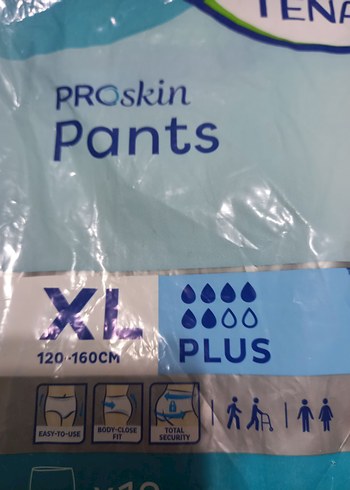 TENA
PROskin
Pants
XL
120-160CM
PLUS
EASY-TO-USE
BODY-CLOSE
FIT
TOTAL
SECURITY